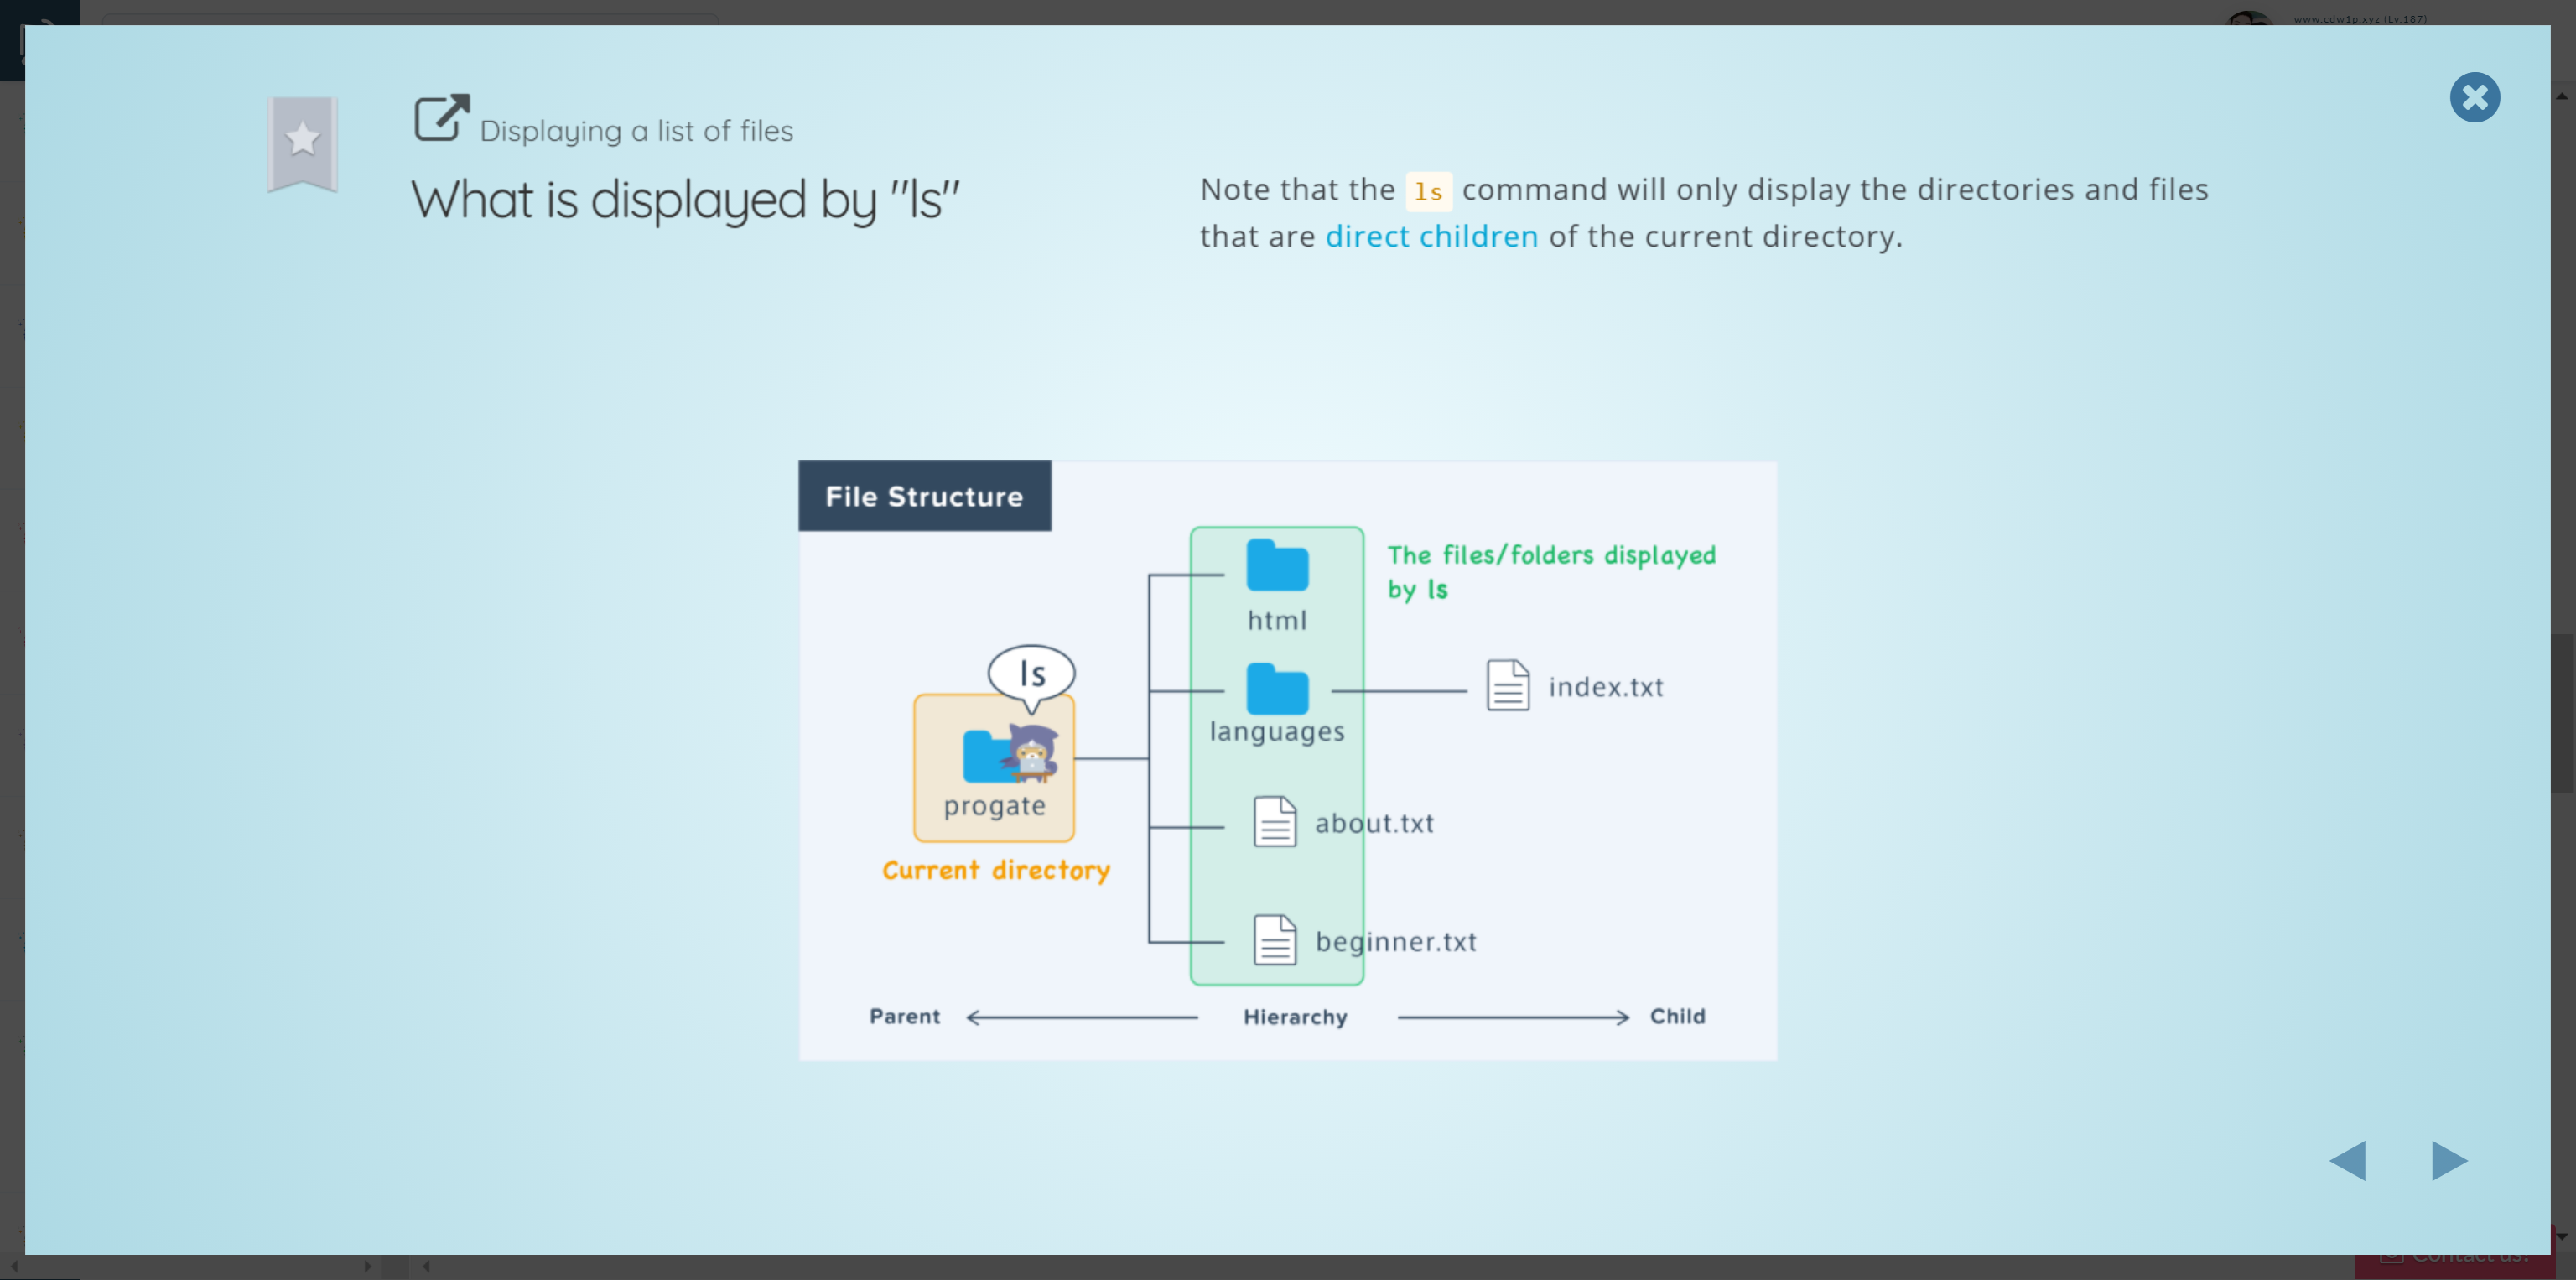 www.cdw1p.xyz (Lv.187)
Displaying a list of files
What is displayed by "ls"
Note that the ls command will only display the directories and files
that are direct children of the current directory.
File Structure
The files/folders displayed
by ls
html
ls
index.txt
languages
progate
about.txt
Current directory
beginner.txt
Parent
Hierarchy
Child
Contact us!